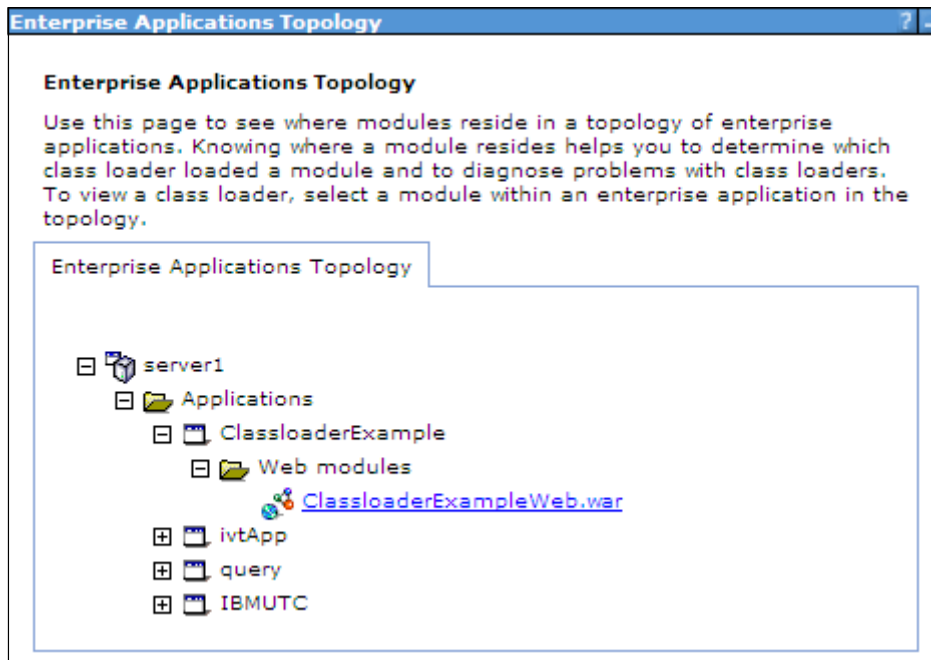 Enterprise Applications Topology ? -
Enterprise Applications Topology
Use this page to see where modules reside in a topology of enterprise
applications. Knowing where a module resides helps you to determine which
class loader loaded a module and to diagnose problems with class loaders.
To view a class loader, select a module within an enterprise application in the
topology.
Enterprise Applications Topology
server1
Applications
ClassloaderExample
Web modules
ClassloaderExampleWeb.war
ivtApp
query
IBMUTC